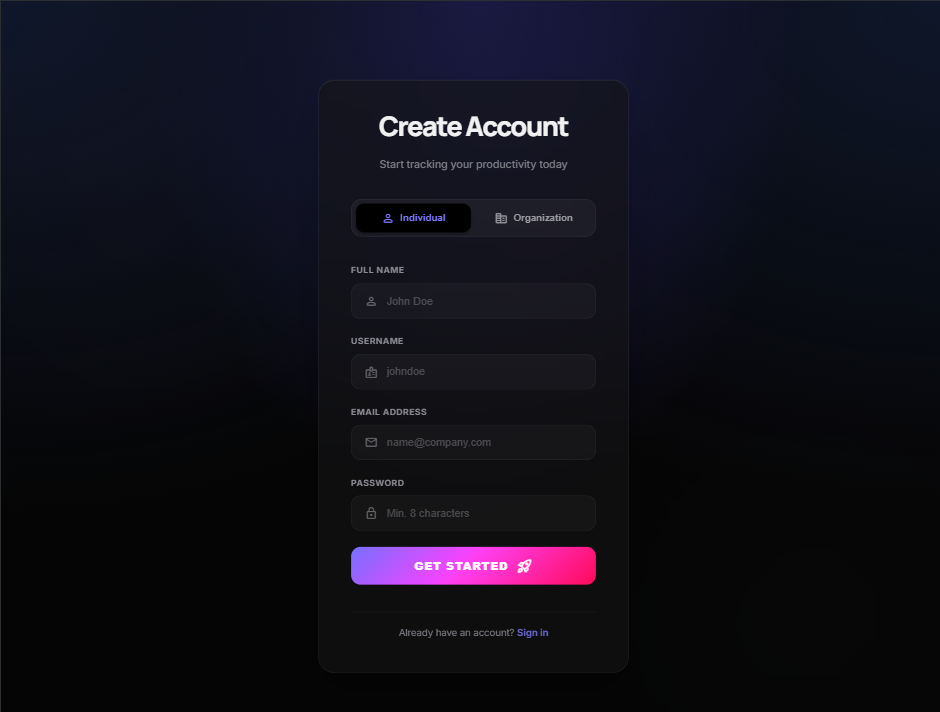 Create Account
Start tracking your productivity today
Individual
Organization
FULL NAME
John Doe
USERNAME
johndoe
EMAIL ADDRESS
name@company.com
PASSWORD
Min. 8 characters
GET STARTED
Already have an account? Sign in